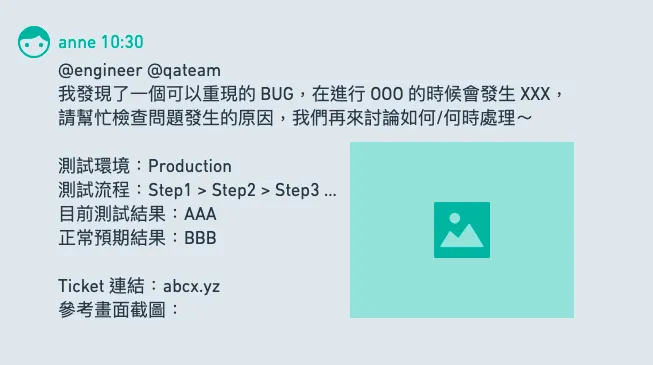 anne 10:30
@engineer @qateam
我發現了一個可以重現的 BUG，在進行 OOO 的時候會發生 XXX，
請幫忙檢查問題發生的原因，我們再來討論如何/何時處理～
測試環境：Production
測試流程：Step1 > Step2 > Step3 ...
目前測試結果：AAA
正常預期結果：BBB
Ticket 連結：abcx.yz
參考畫面截圖：